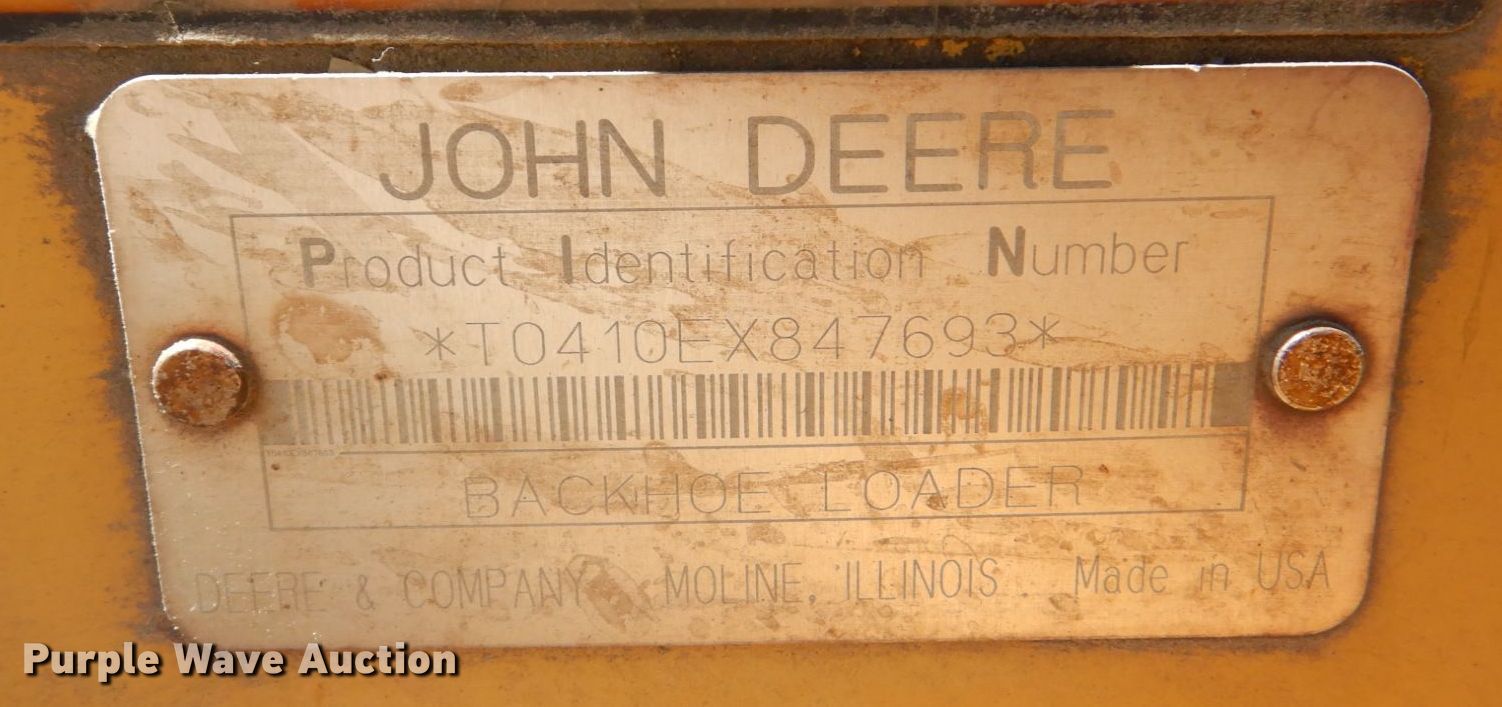 JOHN DEERE
Product Identification Number
*T0410EX847693*
BACKHOE LOADER
DEERE & COMPANY MOLINE, ILLINOIS. Made in USA
Purple Wave Auction